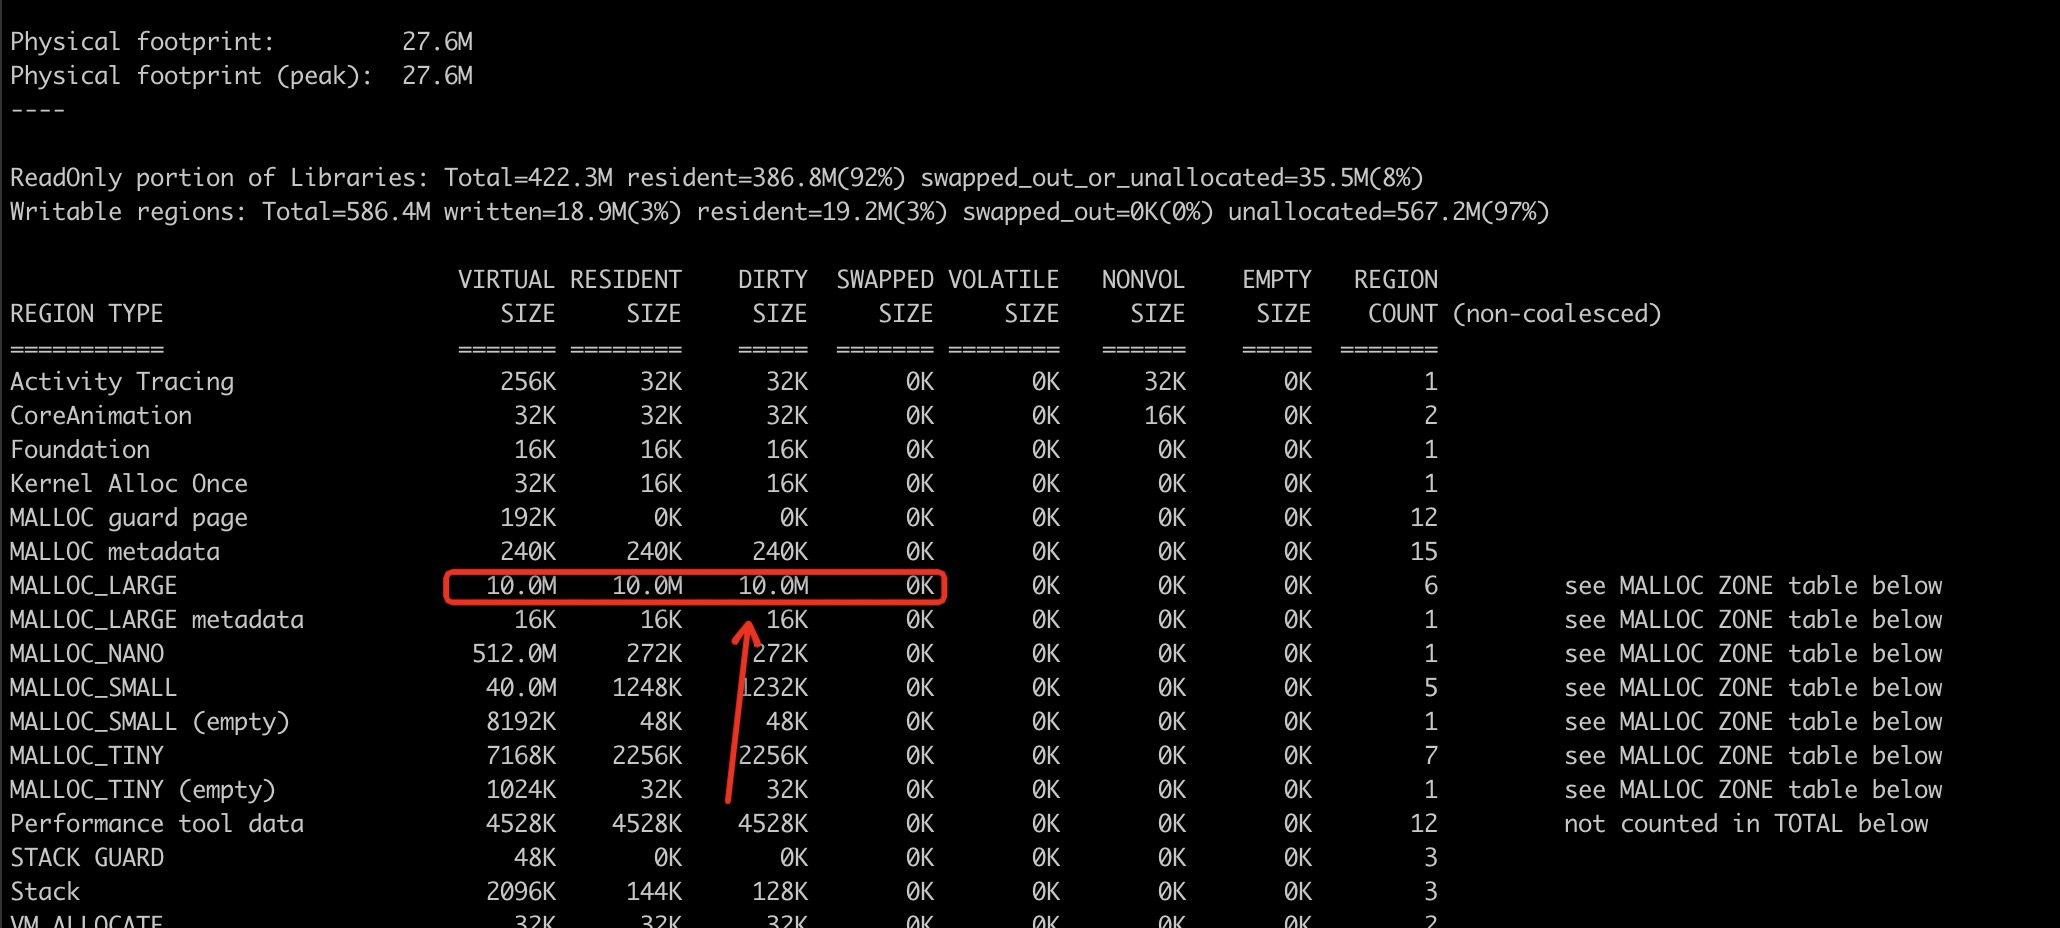 Physical footprint:         27.6M
Physical footprint (peak):  27.6M
----
ReadOnly portion of Libraries: Total=422.3M resident=386.8M(92%) swapped_out_or_unallocated=35.5M(8%)
Writable regions: Total=586.4M written=18.9M(3%) resident=19.2M(3%) swapped_out=0K(0%) unallocated=567.2M(97%)
VIRTUAL RESIDENT    DIRTY  SWAPPED VOLATILE   NONVOL    EMPTY   REGION
REGION TYPE                        SIZE     SIZE     SIZE     SIZE     SIZE     SIZE     SIZE    COUNT (non-coalesced)
===========                     ======= ========    =====  ======= ========   ======    =====  =======
Activity Tracing                   256K      32K      32K       0K       0K      32K       0K        1
CoreAnimation                       32K      32K      32K       0K       0K      16K       0K        2
Foundation                          16K      16K      16K       0K       0K       0K       0K        1
Kernel Alloc Once                   32K      16K      16K       0K       0K       0K       0K        1
MALLOC guard page                  192K       0K       0K       0K       0K       0K       0K       12
MALLOC metadata                    240K     240K     240K       0K       0K       0K       0K       15
MALLOC_LARGE                      10.0M    10.0M    10.0M       0K       0K       0K       0K        6         see MALLOC ZONE table below
MALLOC_LARGE metadata               16K      16K      16K       0K       0K       0K       0K        1         see MALLOC ZONE table below
MALLOC_NANO                      512.0M     272K     272K       0K       0K       0K       0K        1         see MALLOC ZONE table below
MALLOC_SMALL                      40.0M    1248K    1232K       0K       0K       0K       0K        5         see MALLOC ZONE table below
MALLOC_SMALL (empty)              8192K      48K      48K       0K       0K       0K       0K        1         see MALLOC ZONE table below
MALLOC_TINY                       7168K    2256K    2256K       0K       0K       0K       0K        7         see MALLOC ZONE table below
MALLOC_TINY (empty)               1024K      32K      32K       0K       0K       0K       0K        1         see MALLOC ZONE table below
Performance tool data             4528K    4528K    4528K       0K       0K       0K       0K       12         not counted in TOTAL below
STACK GUARD                         48K       0K       0K       0K       0K       0K       0K        3
Stack                             2096K     144K     128K       0K       0K       0K       0K        3
VM_ALLOCATE                         32K      32K      32K       0K       0K       0K       0K        2